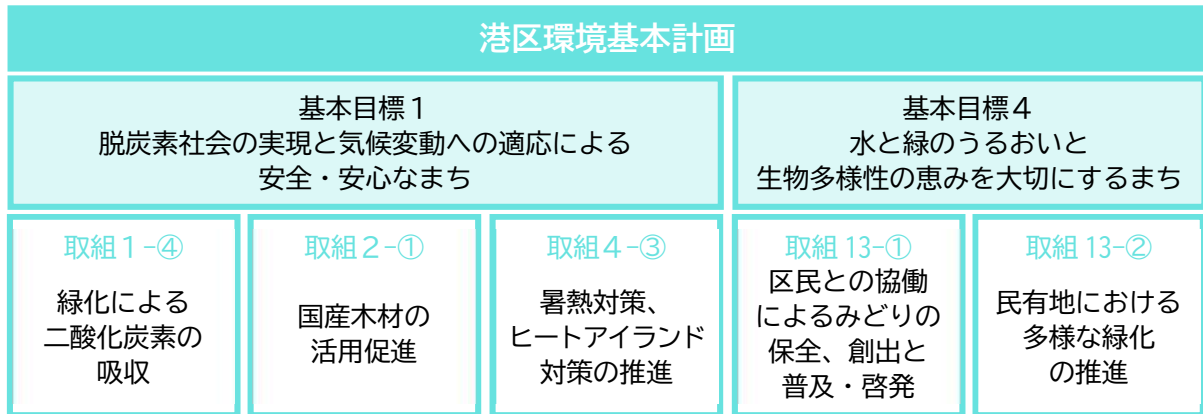 港区環境基本計画
基本目標1
脱炭素社会の実現と気候変動への適応による
安全・安心なまち
基本目標4
水と緑のうるおいと
生物多様性の恵みを大切にするまち
取組1-④
緑化による
二酸化炭素の
吸収
取組2-①
国産木材の
活用促進
取組4-③
暑熱対策、
ヒートアイランド
対策の推進
取組13-①
区民との協働
によるみどりの
保全、創出と
普及・啓発
取組13-②
民有地における
多様な緑化
の推進